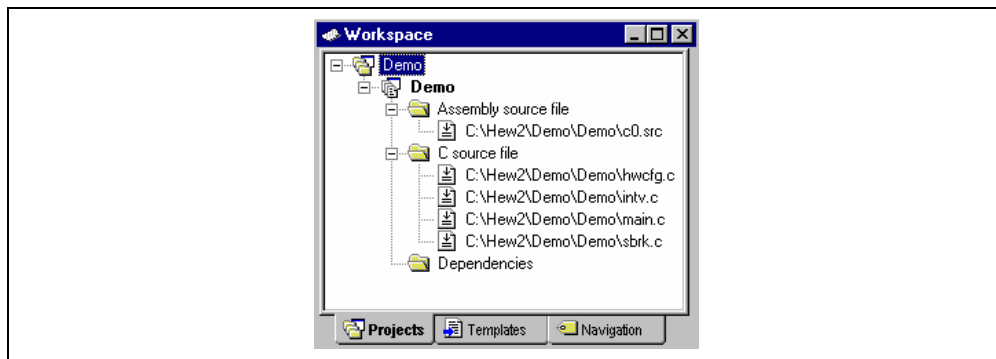 Workspace
Demo
Demo
Assembly source file
C:\Hew2\Demo\Demo\c0.src
C source file
C:\Hew2\Demo\Demo\hwcfg.c
C:\Hew2\Demo\Demo\intv.c
C:\Hew2\Demo\Demo\main.c
C:\Hew2\Demo\Demo\sbrk.c
Dependencies
Projects Templates Navigation